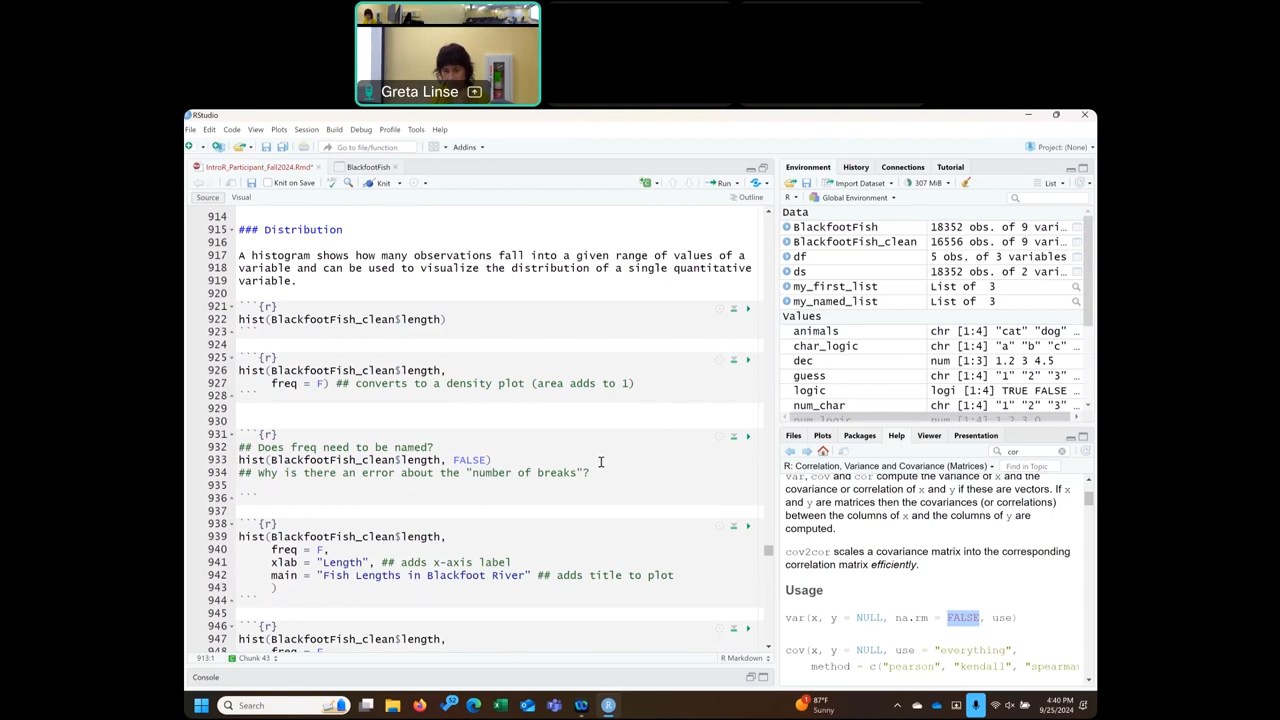 Greta Linse
RStudio
File Edit Code View Plots Session Build Debug Profile Tools Help
Go to file/function Addins Project: (None)
IntroR_Participant_Fall2024.Rmd* BlackfootFish
Knit on Save Knit Run
Source Visual Outline
914
915 ### Distribution
916
917 A histogram shows how many observations fall into a given range of values of a
918 variable and can be used to visualize the distribution of a single quantitative
919 variable.
920
921 ```{r}
922 hist(BlackfootFish_clean$length)
923 ```
924
925 ```{r}
926 hist(BlackfootFish_clean$length,
927 freq = F) ## converts to a density plot (area adds to 1)
928 ```
929
930
931 ```{r}
932 ## Does freq need to be named?
933 hist(BlackfootFish_clean$length, FALSE)
934 ## Why is there an error about the "number of breaks"?
935
936 ```
937
938 ```{r}
939 hist(BlackfootFish_clean$length,
940 freq = F,
941 xlab = "Length", ## adds x-axis label
942 main = "Fish Lengths in Blackfoot River" ## adds title to plot
943 )
944 ```
945
946 ```{r}
947 hist(BlackfootFish_clean$length,
948 freq = F
913:1 Chunk 43 R Markdown
Console
Environment History Connections Tutorial
Import Dataset 307 MiB List
R Global Environment
Data
BlackfootFish 18352 obs. of 9 vari…
BlackfootFish_clean 16556 obs. of 9 vari…
df 5 obs. of 3 variables
ds 18352 obs. of 2 vari…
my_first_list List of 3
my_named_list List of 3
Values
animals chr [1:4] "cat" "dog" …
char_logic chr [1:4] "a" "b" "c" …
dec num [1:3] 1.2 3 4.5
guess chr [1:4] "1" "2" "3" …
logic logi [1:4] TRUE FALSE …
num_char chr [1:4] "1" "2" "3" …
Files Plots Packages Help Viewer Presentation
cor
R: Correlation, Variance and Covariance (Matrices) Find in Topic
var, cov and cor compute the variance of x and the
covariance or correlation of x and y if these are vectors. If x
and y are matrices then the covariances (or correlations)
between the columns of x and the columns of y are
computed.
cov2cor scales a covariance matrix into the corresponding
correlation matrix efficiently.
Usage
var(x, y = NULL, na.rm = FALSE, use)
cov(x, y = NULL, use = "everything",
method = c("pearson", "kendall", "spearma
Search
87°F
Sunny
4:40 PM
9/25/2024